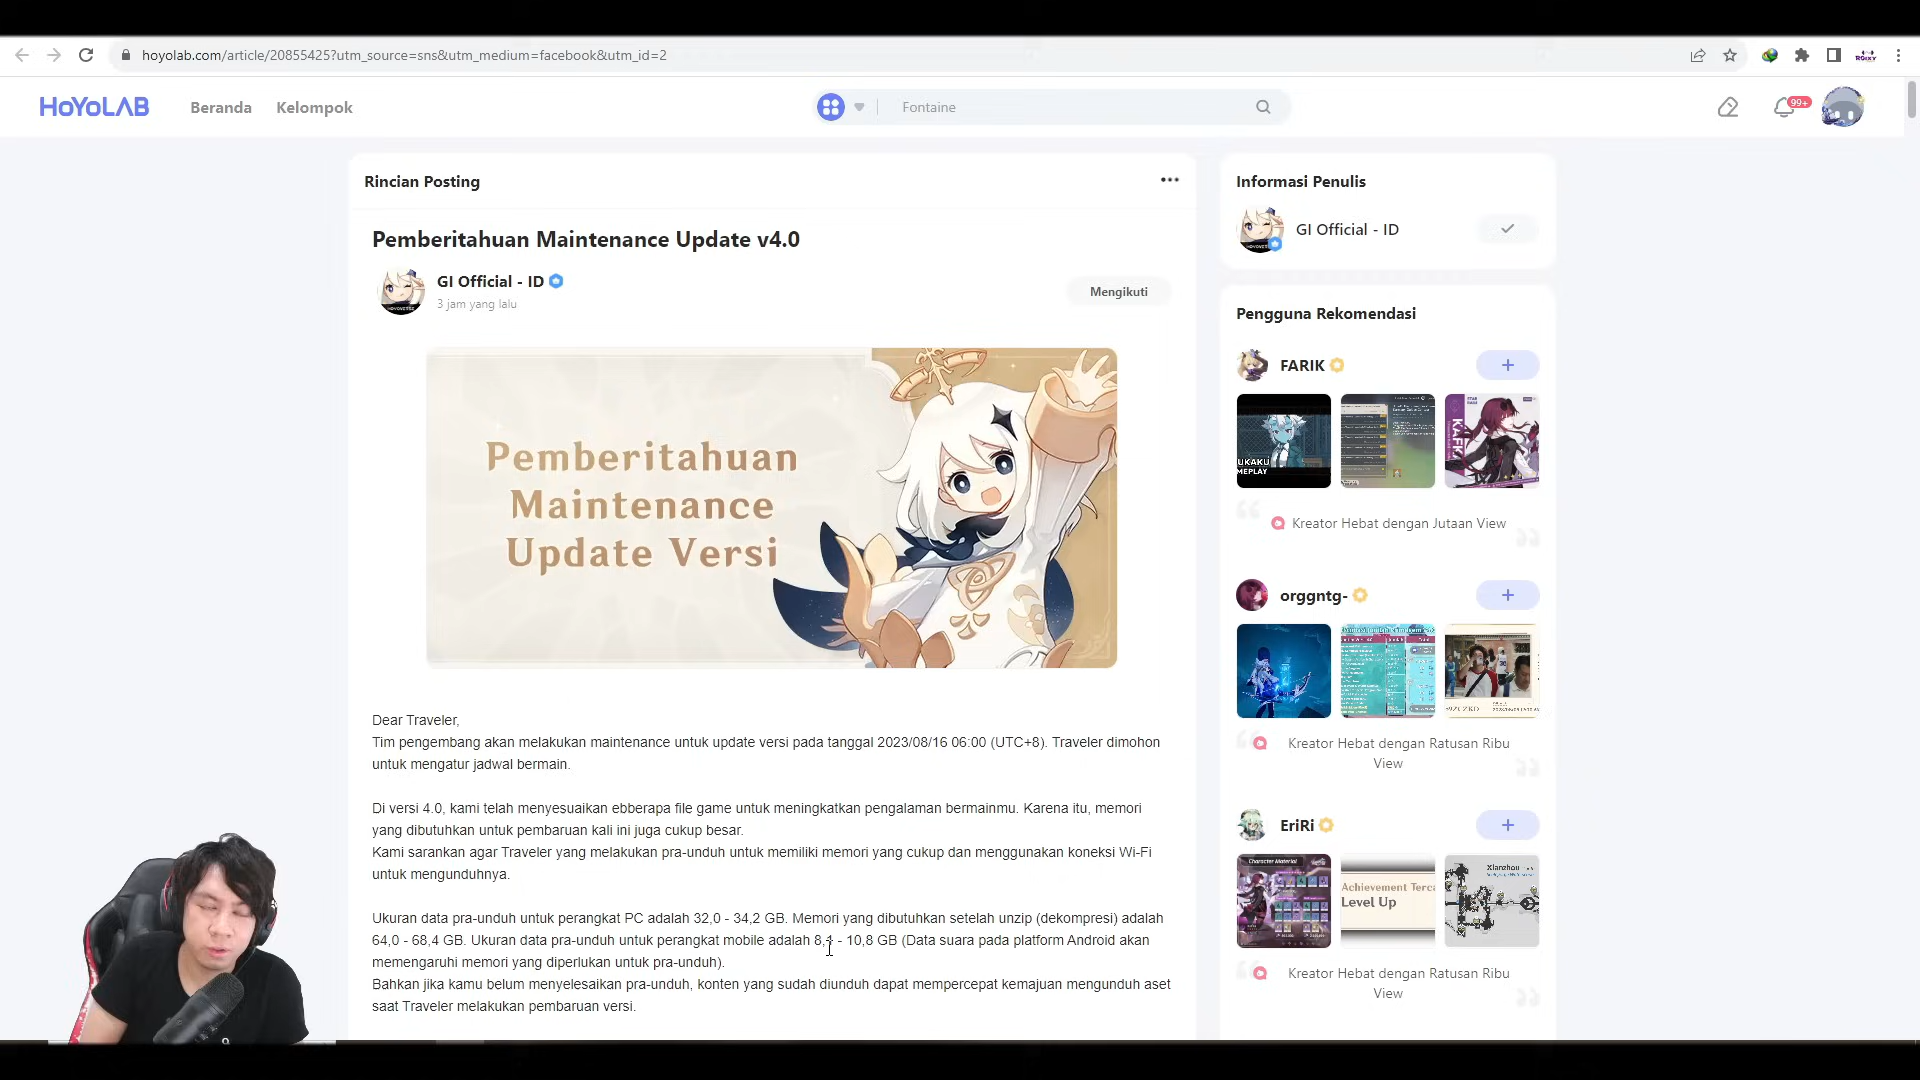 hoyolab.com/article/20855425?utm_source=sns&utm_medium=facebook&utm_id=2
HoYoLAB
Beranda
Kelompok
Fontaine
99+
Rincian Posting
Pemberitahuan Maintenance Update v4.0
GI Official - ID
3 jam yang lalu
Mengikuti
Pemberitahuan
Maintenance
Update Versi
Dear Traveler,
Tim pengembang akan melakukan maintenance untuk update versi pada tanggal 2023/08/16 06:00 (UTC+8). Traveler dimohon
untuk mengatur jadwal bermain.
Di versi 4.0, kami telah menyesuaikan ebberapa file game untuk meningkatkan pengalaman bermainmu. Karena itu, memori
yang dibutuhkan untuk pembaruan kali ini juga cukup besar.
Kami sarankan agar Traveler yang melakukan pra-unduh untuk memiliki memori yang cukup dan menggunakan koneksi Wi-Fi
untuk mengunduhnya.
Ukuran data pra-unduh untuk perangkat PC adalah 32,0 - 34,2 GB. Memori yang dibutuhkan setelah unzip (dekompresi) adalah
64,0 - 68,4 GB. Ukuran data pra-unduh untuk perangkat mobile adalah - 10,8 GB (Data suara pada platform Android akan
memengaruhi memori yang diperlukan untuk pra-unduh).
Bahkan jika kamu belum menyelesaikan pra-unduh, konten yang sudah diunduh dapat mempercepat kemajuan mengunduh aset
saat Traveler melakukan pembaruan versi.
Informasi Penulis
GI Official - ID
Pengguna Rekomendasi
FARIK
UKAKU
MEPLAY
KAFKA
Kreator Hebat dengan Jutaan View
orggntg-
Kreator Hebat dengan Ratusan Ribu
View
EriRi
Character Material
Achievement Terca
Level Up
Xianzhou
Kreator Hebat dengan Ratusan Ribu
View